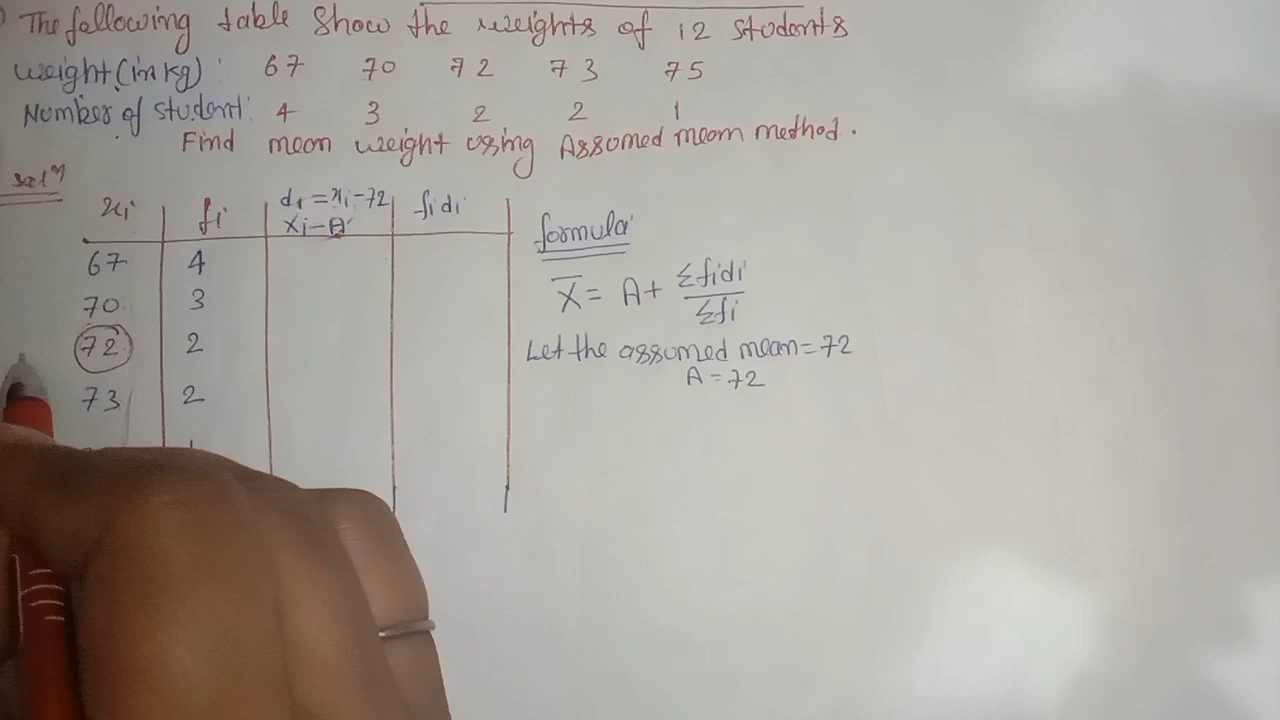 The following table Show the weights of 12 students
Weight (in kg) : 67 70 72 73 75
Number of student: 4 3 2 2 1
Find mean weight using Assumed mean method.
Solⁿ
xi fi di = xi-72 fidi
xi-A
67 4
70 3
72 2
73 2
formula
X̄ = A + Σfidi
Σfi
Let the assumed mean = 72
A = 72